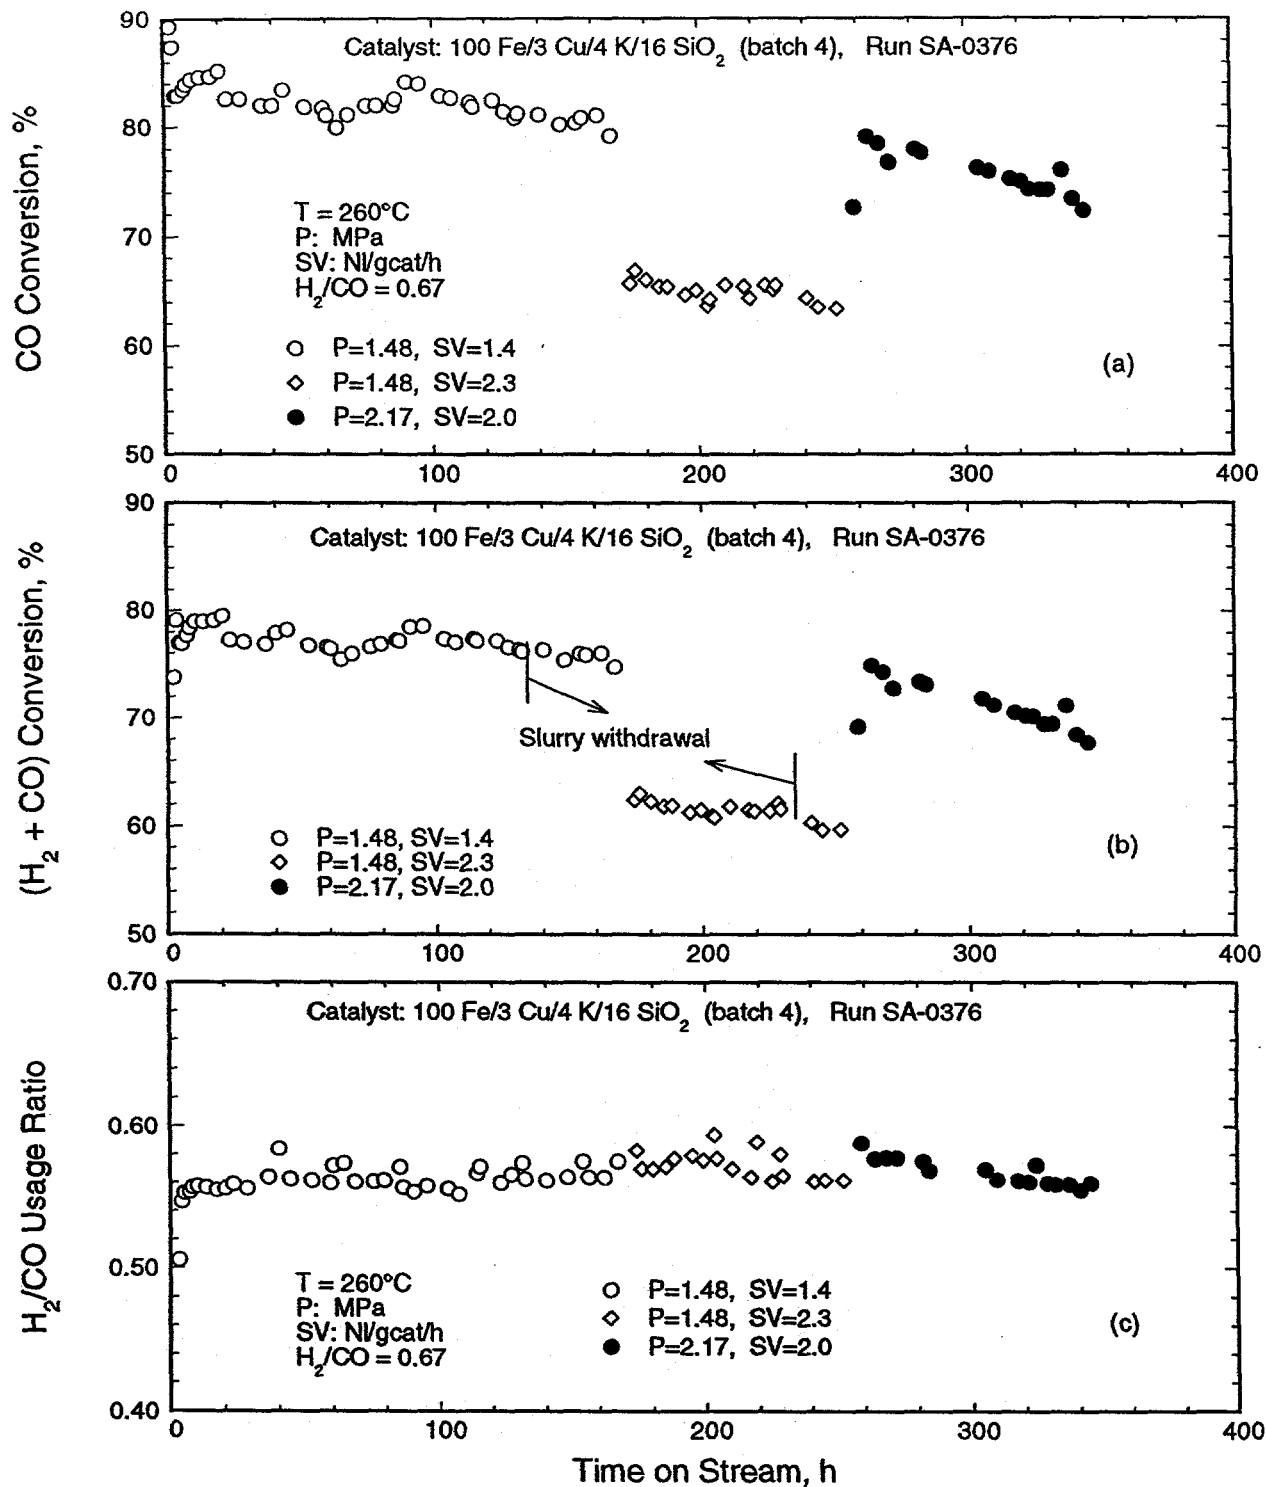 90
80
70
60
50
CO Conversion, %
Catalyst: 100 Fe/3 Cu/4 K/16 SiO₂ (batch 4), Run SA-0376
T = 260°C
P: MPa
SV: Nl/gcat/h
H₂/CO = 0.67
P=1.48, SV=1.4
P=1.48, SV=2.3
P=2.17, SV=2.0
(a)
0 100 200 300 400
90
80
70
60
50
(H₂ + CO) Conversion, %
Catalyst: 100 Fe/3 Cu/4 K/16 SiO₂ (batch 4), Run SA-0376
Slurry withdrawal
P=1.48, SV=1.4
P=1.48, SV=2.3
P=2.17, SV=2.0
(b)
0 100 200 300 400
0.70
0.60
0.50
0.40
H₂/CO Usage Ratio
Catalyst: 100 Fe/3 Cu/4 K/16 SiO₂ (batch 4), Run SA-0376
T = 260°C
P: MPa
SV: Nl/gcat/h
H₂/CO = 0.67
P=1.48, SV=1.4
P=1.48, SV=2.3
P=2.17, SV=2.0
(c)
0 100 200 300 400
Time on Stream, h